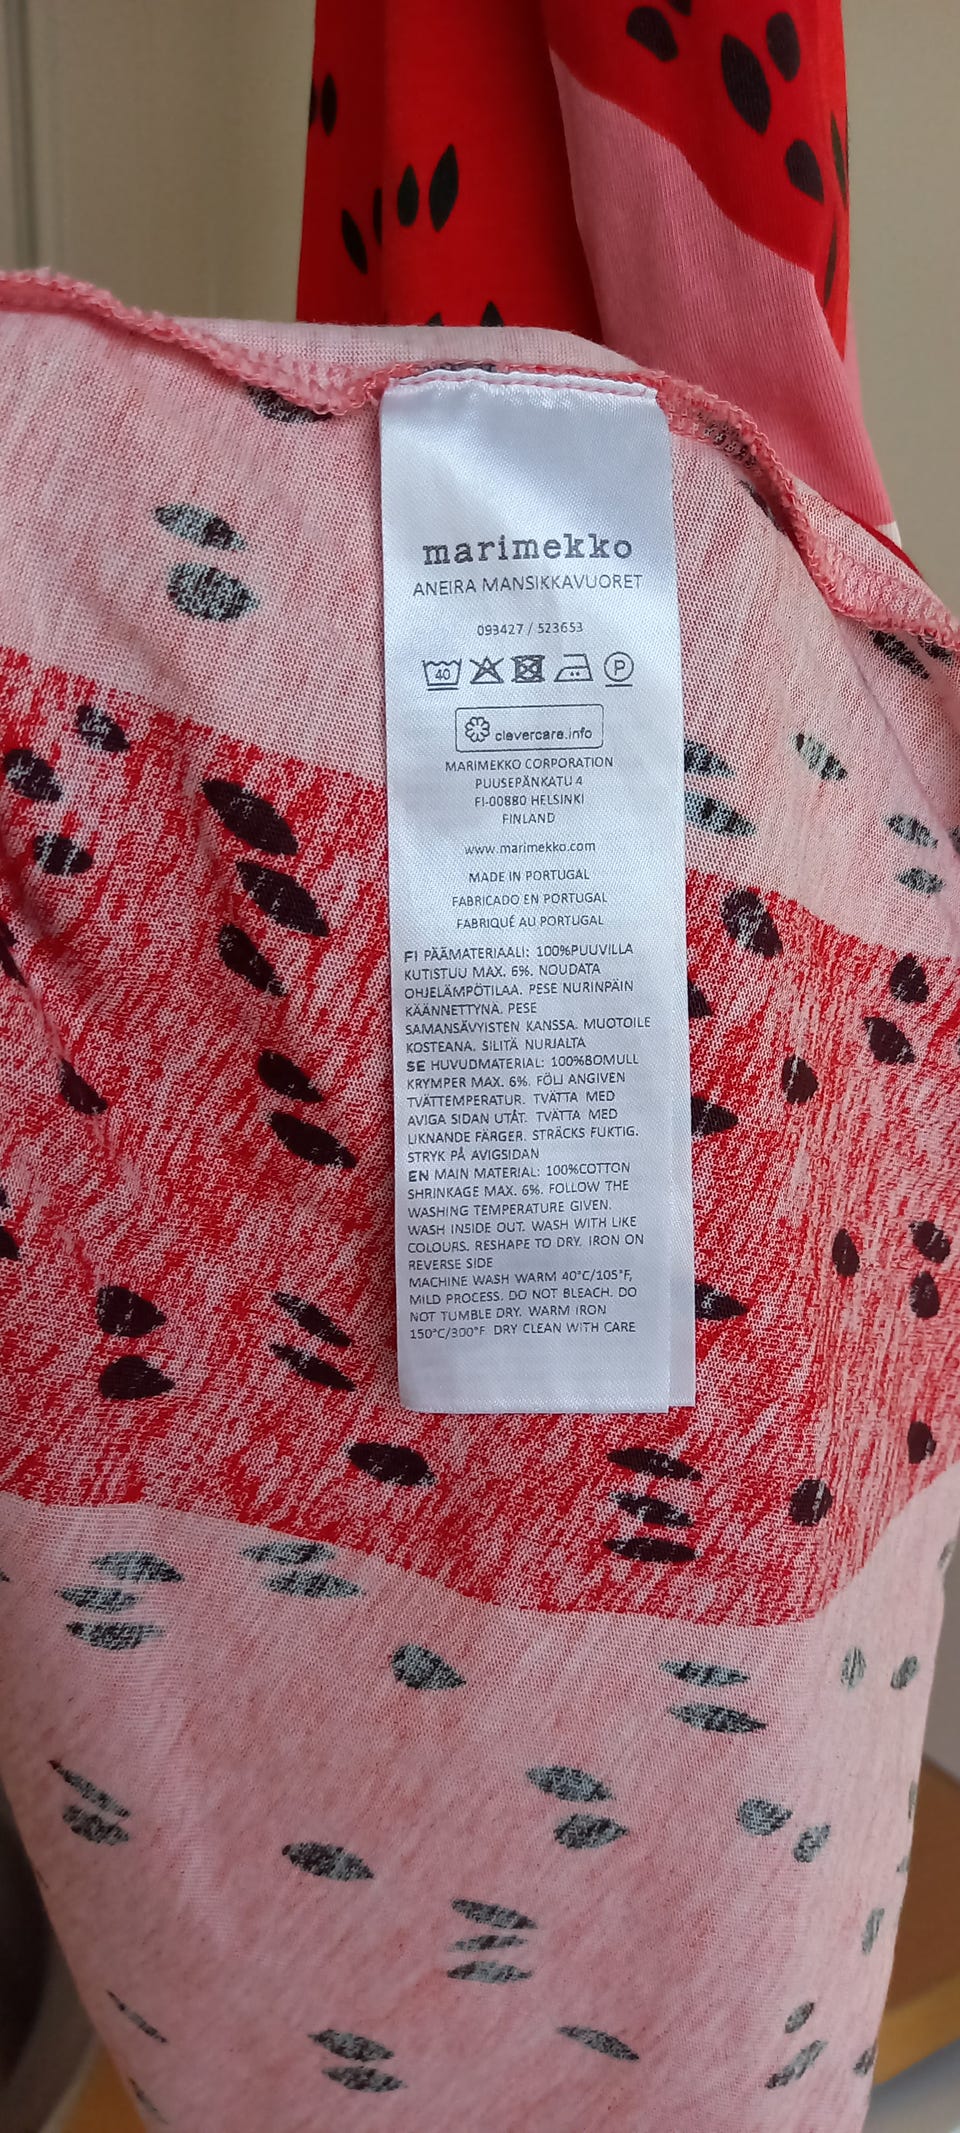 marimekko
ANEIRA MANSIKKAVUORET
093427 / 523653
40 P
clevercare.info
MARIMEKKO CORPORATION
PUUSEPÄNKATU 4
FI-00880 HELSINKI
FINLAND
www.marimekko.com
MADE IN PORTUGAL
FABRICADO EN PORTUGAL
FABRIQUÉ AU PORTUGAL
FI PÄÄMATERIAALI: 100%PUUVILLA
KUTISTUU MAX. 6%. NOUDATA
OHJELÄMPÖTILAA. PESE NURINPÄIN
KÄÄNNETTYNÄ. PESE
SAMANSÄVYISTEN KANSSA. MUOTOILE
KOSTEANA. SILITÄ NURJALTA
SE HUVUDMATERIAL: 100%BOMULL
KRYMPER MAX. 6%. FÖLJ ANGIVEN
TVÄTTEMPERATUR. TVÄTTA MED
AVIGA SIDAN UTÅT. TVÄTTA MED
LIKNANDE FÄRGER. STRÄCKS FUKTIG.
STRYK PÅ AVIGSIDAN
EN MAIN MATERIAL: 100%COTTON
SHRINKAGE MAX. 6%. FOLLOW THE
WASHING TEMPERATURE GIVEN.
WASH INSIDE OUT. WASH WITH LIKE
COLOURS. RESHAPE TO DRY. IRON ON
REVERSE SIDE
MACHINE WASH WARM 40°C/105°F,
MILD PROCESS. DO NOT BLEACH. DO
NOT TUMBLE DRY. WARM IRON
150°C/300°F DRY CLEAN WITH CARE